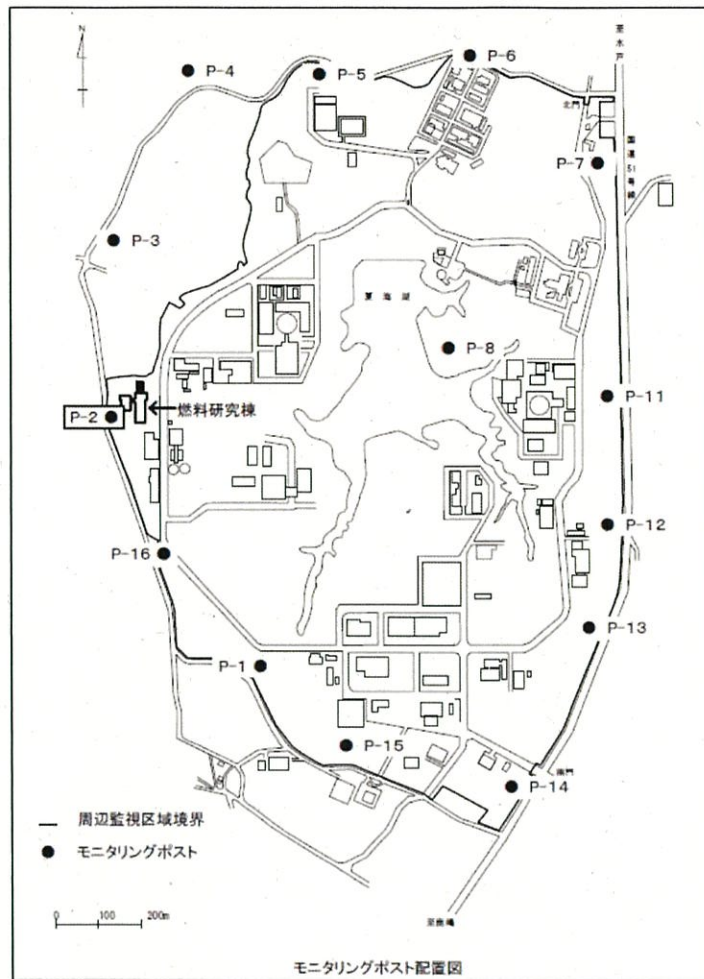 N
P-4
P-5
P-6
至水戸
北門
P-7
国道51号線
P-3
夏海湖
P-8
P-11
P-2
燃料研究棟
P-12
P-16
P-13
P-1
P-15
南門
P-14
周辺監視区域境界
モニタリングポスト
0 100 200m
至鹿嶋
モニタリングポスト配置図